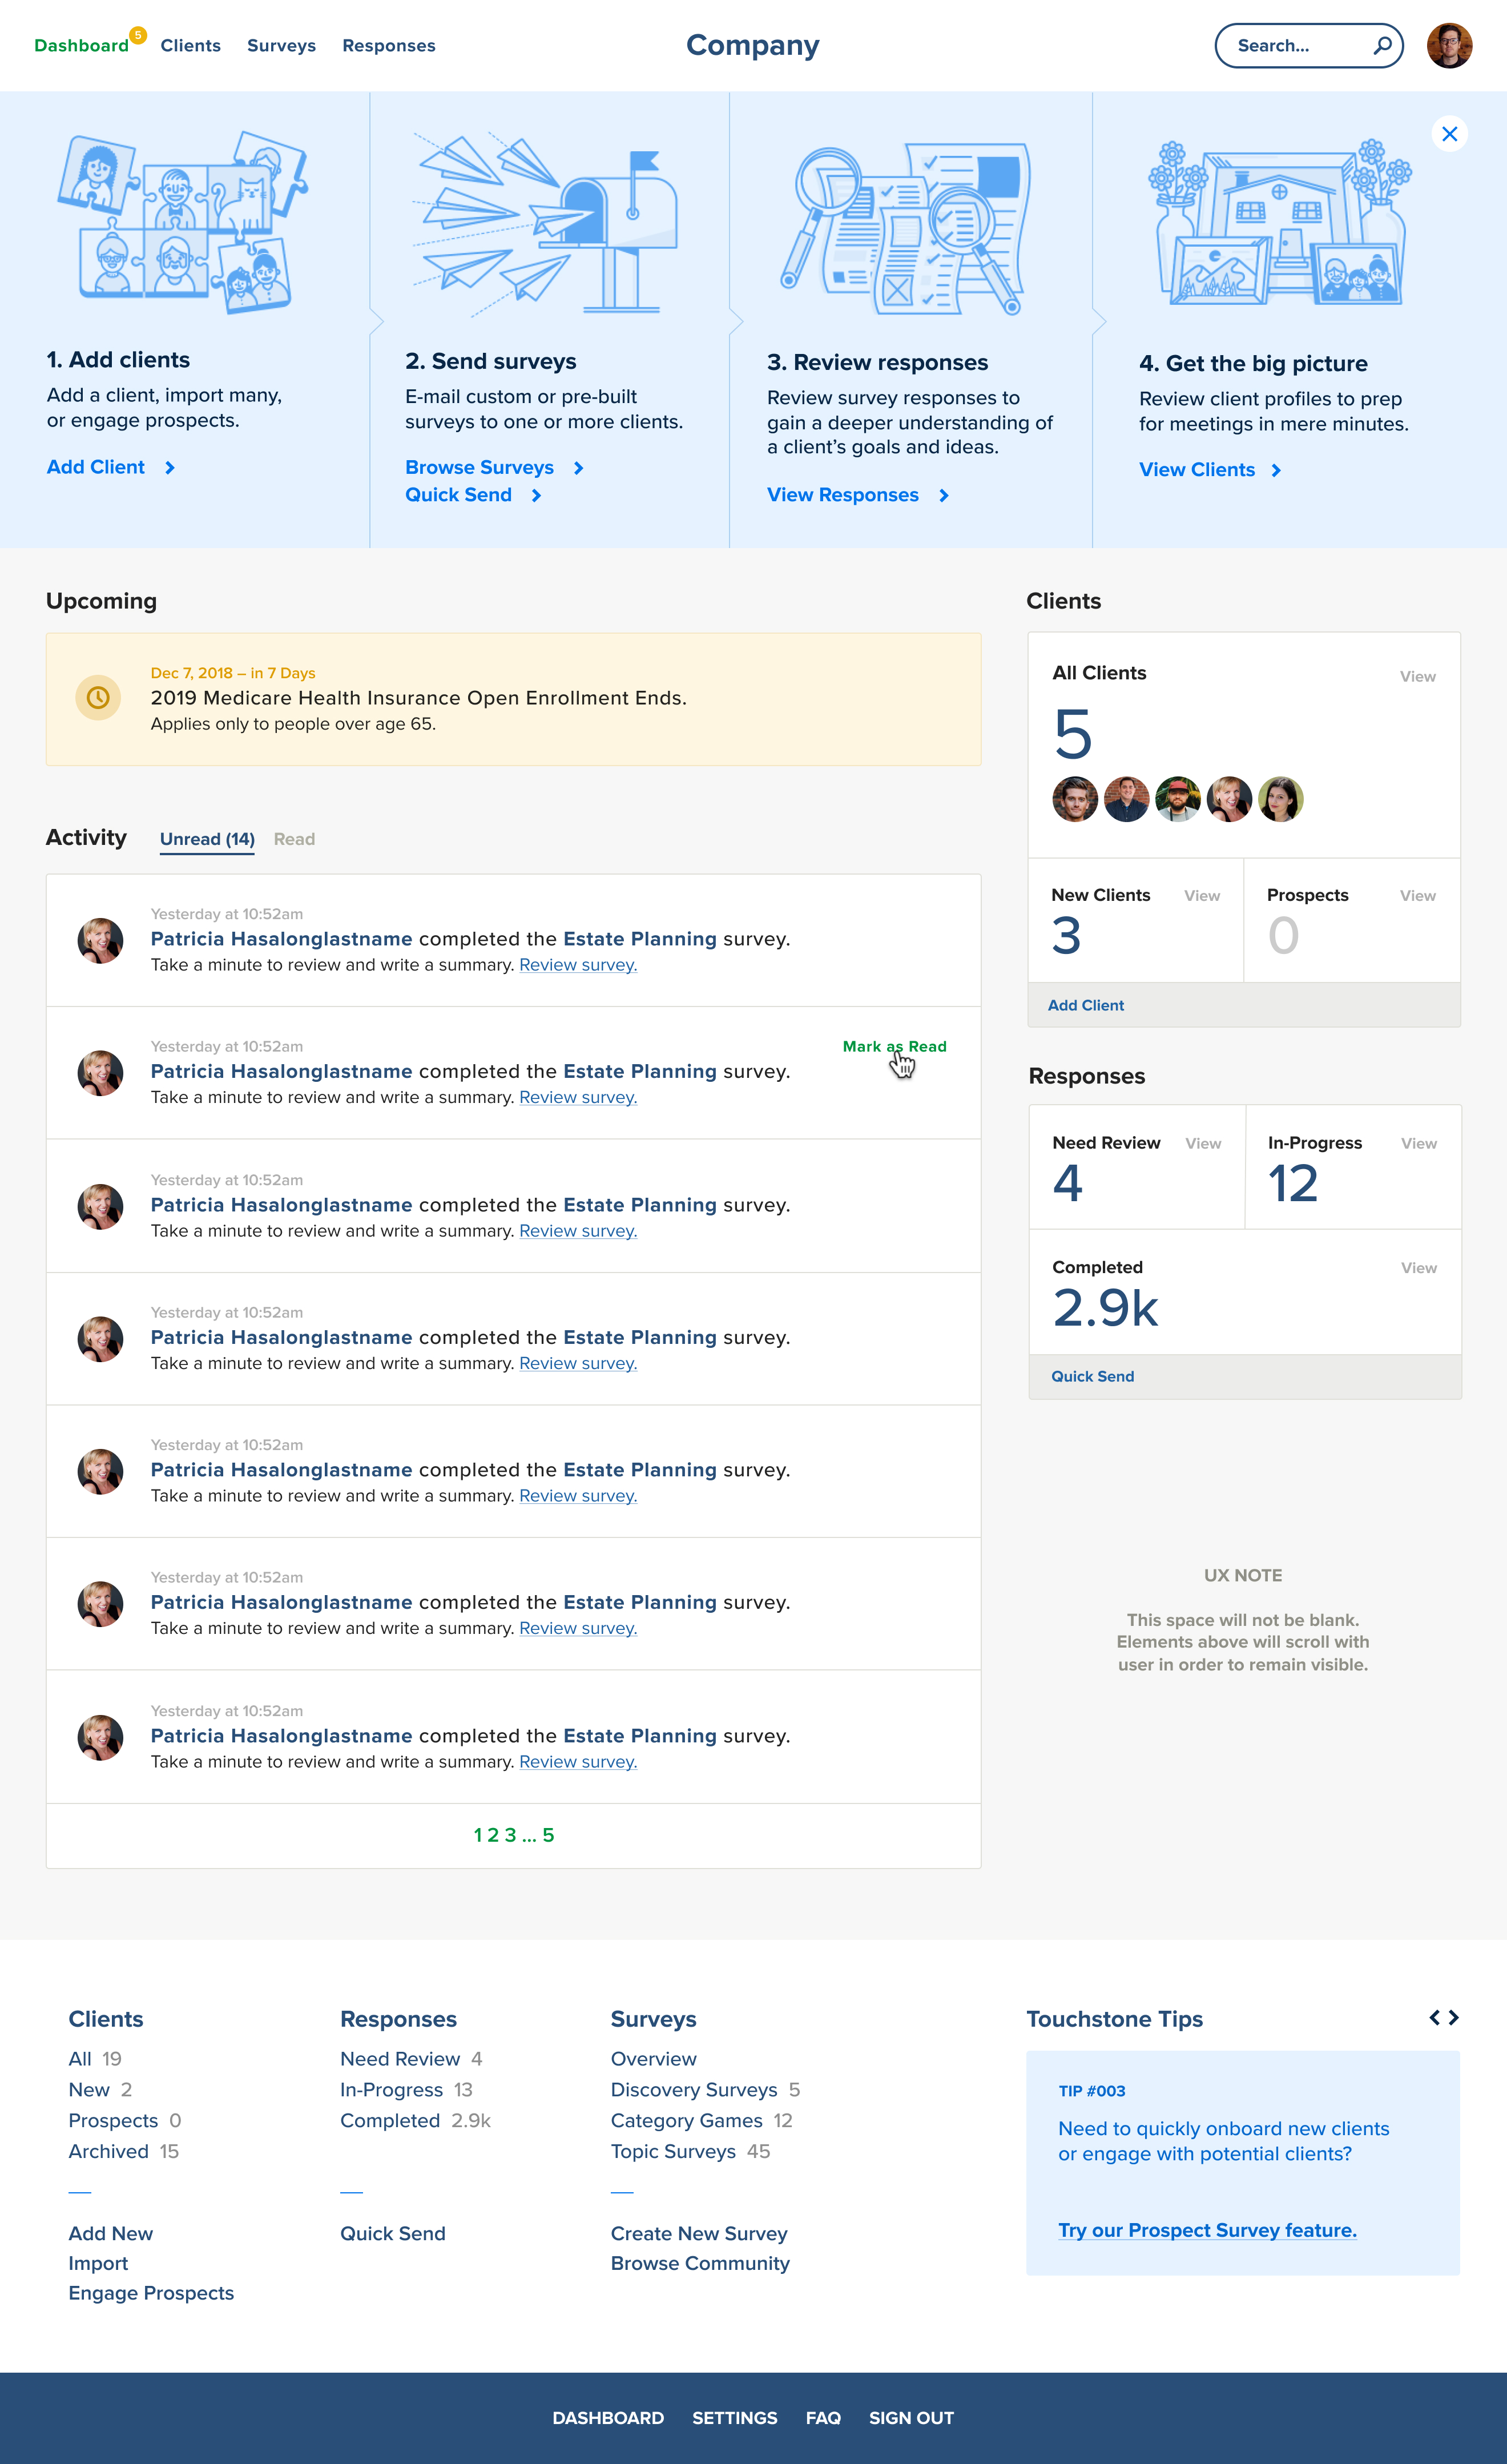 Dashboard 5 Clients Surveys Responses
Company
Search...
1. Add clients
Add a client, import many,
or engage prospects.
Add Client
2. Send surveys
E-mail custom or pre-built
surveys to one or more clients.
Browse Surveys
Quick Send
3. Review responses
Review survey responses to
gain a deeper understanding of
a client’s goals and ideas.
View Responses
4. Get the big picture
Review client profiles to prep
for meetings in mere minutes.
View Clients
Upcoming
Dec 7, 2018 – in 7 Days
2019 Medicare Health Insurance Open Enrollment Ends.
Applies only to people over age 65.
Activity Unread (14) Read
Yesterday at 10:52am
Patricia Hasalonglastname completed the Estate Planning survey.
Take a minute to review and write a summary. Review survey.
Yesterday at 10:52am
Mark as Read
Patricia Hasalonglastname completed the Estate Planning survey.
Take a minute to review and write a summary. Review survey.
Yesterday at 10:52am
Patricia Hasalonglastname completed the Estate Planning survey.
Take a minute to review and write a summary. Review survey.
Yesterday at 10:52am
Patricia Hasalonglastname completed the Estate Planning survey.
Take a minute to review and write a summary. Review survey.
Yesterday at 10:52am
Patricia Hasalonglastname completed the Estate Planning survey.
Take a minute to review and write a summary. Review survey.
Yesterday at 10:52am
Patricia Hasalonglastname completed the Estate Planning survey.
Take a minute to review and write a summary. Review survey.
Yesterday at 10:52am
Patricia Hasalonglastname completed the Estate Planning survey.
Take a minute to review and write a summary. Review survey.
1 2 3 ... 5
Clients
All Clients View
5
New Clients View
3
Prospects View
0
Add Client
Responses
Need Review View
4
In-Progress View
12
Completed View
2.9k
Quick Send
UX NOTE
This space will not be blank.
Elements above will scroll with
user in order to remain visible.
Clients
All 19
New 2
Prospects 0
Archived 15
Add New
Import
Engage Prospects
Responses
Need Review 4
In-Progress 13
Completed 2.9k
Quick Send
Surveys
Overview
Discovery Surveys 5
Category Games 12
Topic Surveys 45
Create New Survey
Browse Community
Touchstone Tips
TIP #003
Need to quickly onboard new clients
or engage with potential clients?
Try our Prospect Survey feature.
DASHBOARD SETTINGS FAQ SIGN OUT